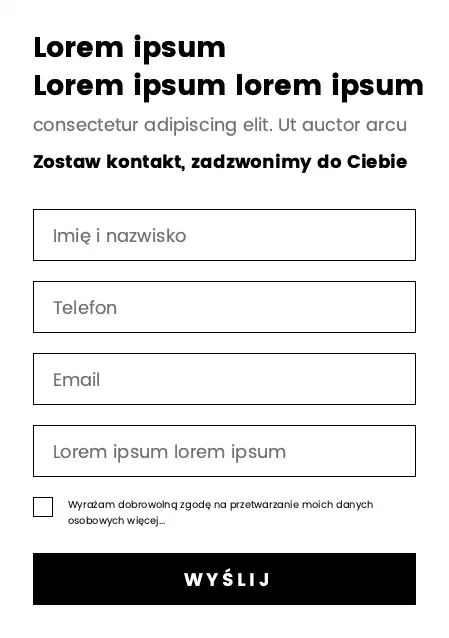 Lorem ipsum
Lorem ipsum lorem ipsum
consectetur adipiscing elit. Ut auctor arcu
Zostaw kontakt, zadzwonimy do Ciebie
Imię i nazwisko
Telefon
Email
Lorem ipsum lorem ipsum
Wyrażam dobrowolną zgodę na przetwarzanie moich danych
osobowych więcej...
WYŚLIJ